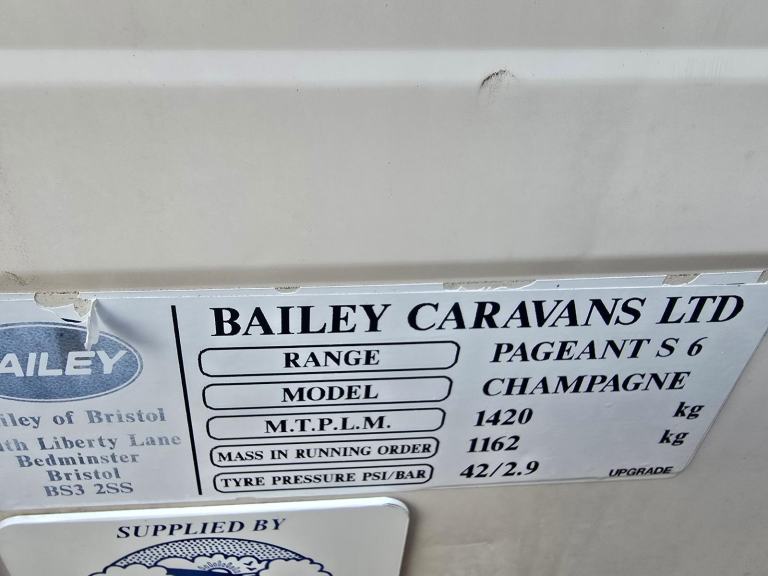 BAILEY CARAVANS LTD
RANGE PAGEANT S 6
MODEL CHAMPAGNE
M.T.P.L.M. 1420 kg
MASS IN RUNNING ORDER 1162 kg
TYRE PRESSURE PSI/BAR 42/2.9
UPGRADE
AILEY
iley of Bristol
th Liberty Lane
Bedminster
Bristol
BS3 2SS
SUPPLIED BY